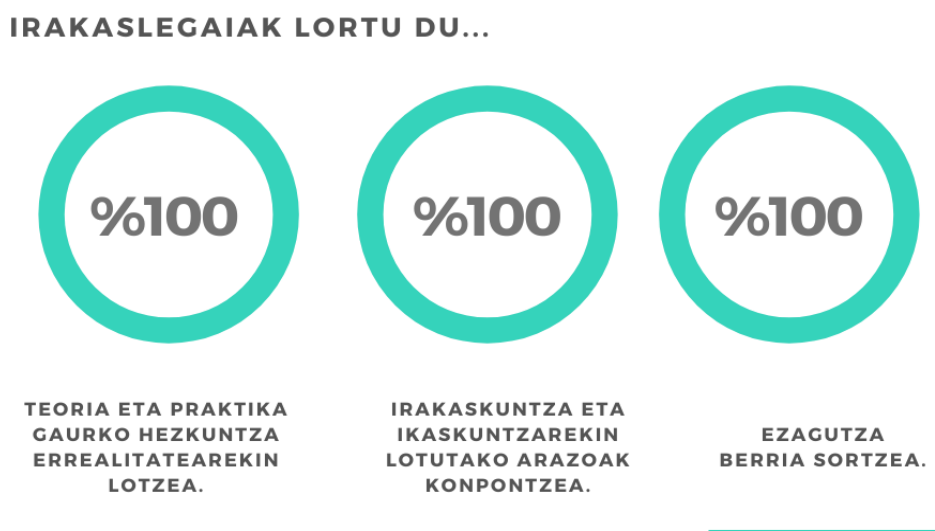 IRAKASLEGAIAK LORTU DU...
%100
%100
%100
TEORIA ETA PRAKTIKA
GAURKO HEZKUNTZA
ERREALITATEAREKIN
LOTZEA.
IRAKASKUNTZA ETA
IKASKUNTZAREKIN
LOTUTAKO ARAZOAK
KONPONTZEA.
EZAGUTZA
BERRIA SORTZEA.